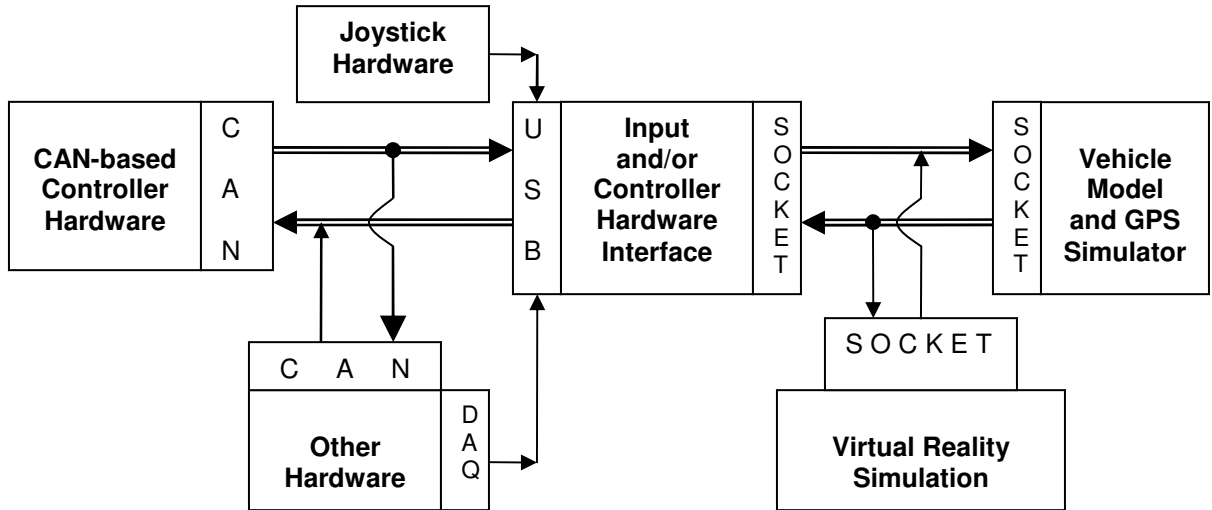 Joystick
Hardware
CAN-based
Controller
Hardware
C
A
N
U
S
B
Input
and/or
Controller
Hardware
Interface
S
O
C
K
E
T
S
O
C
K
E
T
Vehicle
Model
and GPS
Simulator
C A N
Other
Hardware
D
A
Q
S O C K E T
Virtual Reality
Simulation